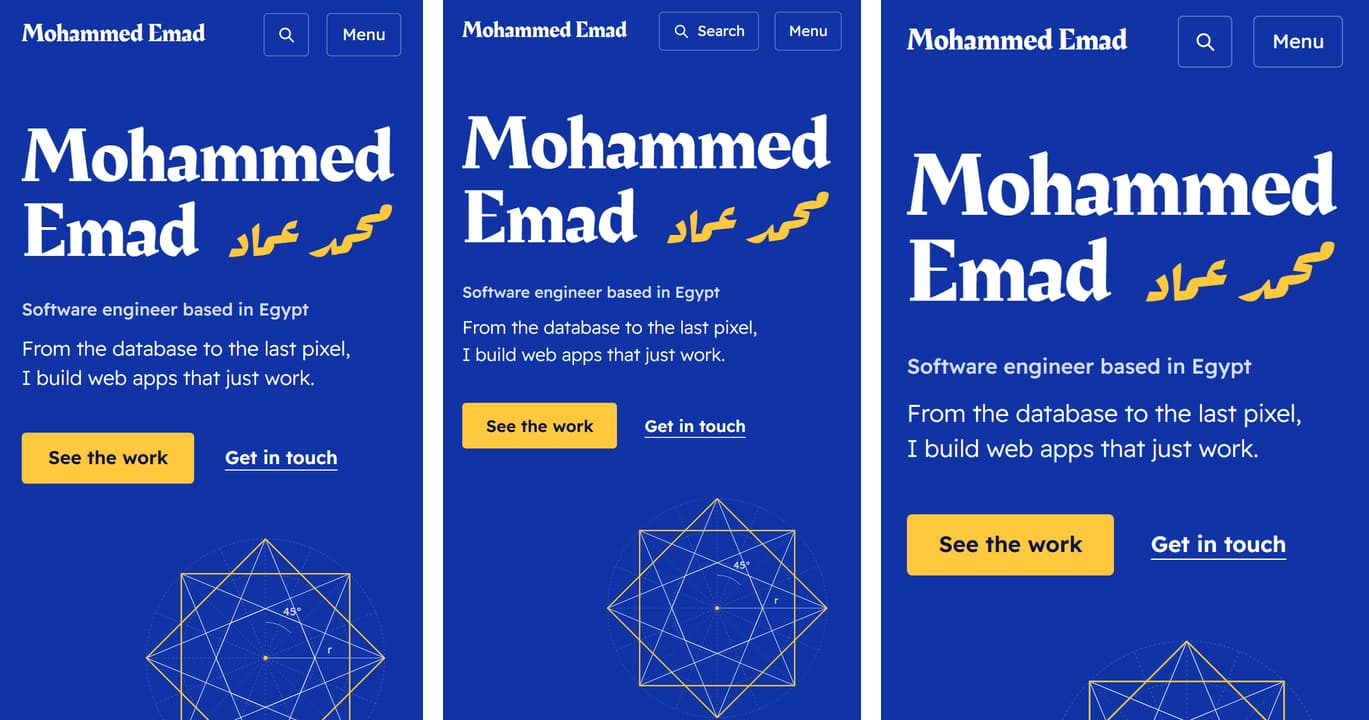 Mohammed Emad
Menu
Mohammed
Emad محمد عماد
Software engineer based in Egypt
From the database to the last pixel,
I build web apps that just work.
See the work
Get in touch
45°
r
Mohammed Emad
Search
Menu
Mohammed
Emad محمد عماد
Software engineer based in Egypt
From the database to the last pixel,
I build web apps that just work.
See the work
Get in touch
45°
r
Mohammed Emad
Menu
Mohammed
Emad محمد عماد
Software engineer based in Egypt
From the database to the last pixel,
I build web apps that just work.
See the work
Get in touch